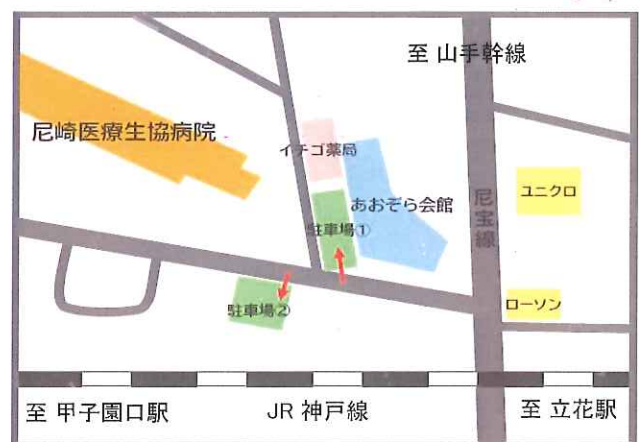 至 山手幹線
尼崎医療生協病院
イチゴ薬局
ユニクロ
あおぞら会館
尼宝線
駐車場①
ローソン
駐車場②
至 甲子園口駅
JR 神戸線
至 立花駅